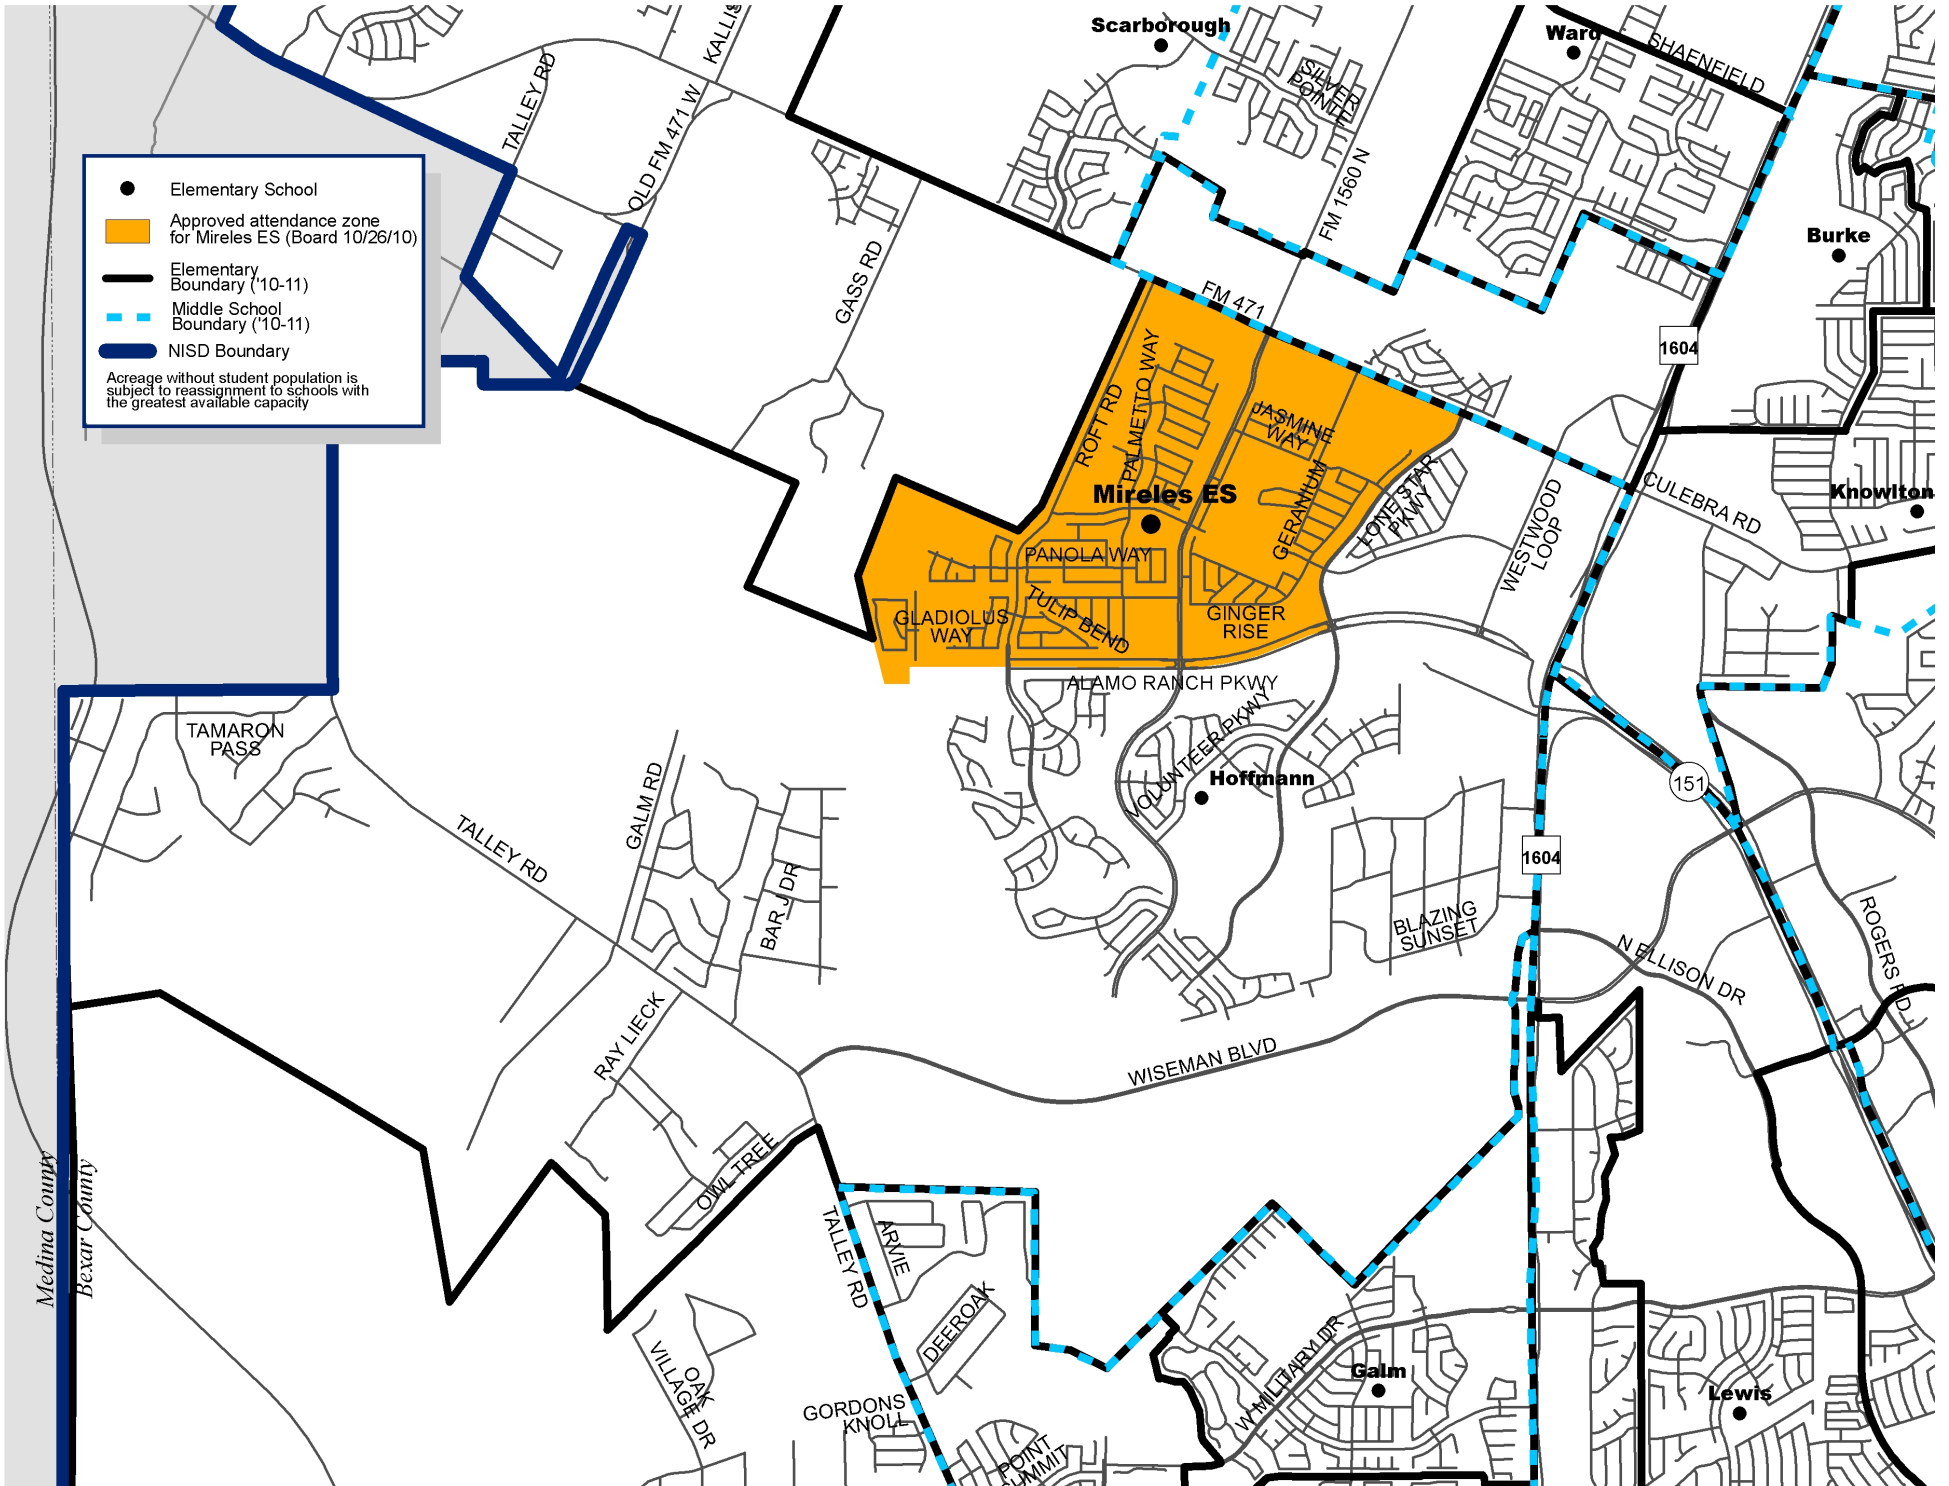 Scarborough
Ward
SHAENFIELD
KALLIS
TALLEY RD
SILVER
POINTE
OLD FM 471 W
FM 1560 N
Burke
Elementary School
Approved attendance zone
for Mireles ES (Board 10/26/10)
Elementary
Boundary ('10-11)
Middle School
Boundary ('10-11)
NISD Boundary
Acreage without student population is
subject to reassignment to schools with
the greatest available capacity
GASS RD
FM 471
1604
ROFT RD
PALMETTO WAY
JASMINE
WAY
Mireles ES
GERANIUM
LONE STAR
PKWY
WESTWOOD
LOOP
CULEBRA RD
Knowlton
PANOLA WAY
GLADIOLUS
WAY
TULIP BEND
GINGER
RISE
ALAMO RANCH PKWY
TAMARON
PASS
VOLUNTEER PKWY
Hoffmann
151
GALM RD
TALLEY RD
BAR J DR
1604
BLAZING
SUNSET
N ELLISON DR
ROGERS RD
RAY LIECK
WISEMAN BLVD
OWL TREE
Medina County
Bexar County
TALLEY RD
ARVIE
DEEROAK
OAK
VILLAGE DR
GORDONS
KNOLL
POINT
SUMMIT
W MILITARY DR
Galm
Lewis